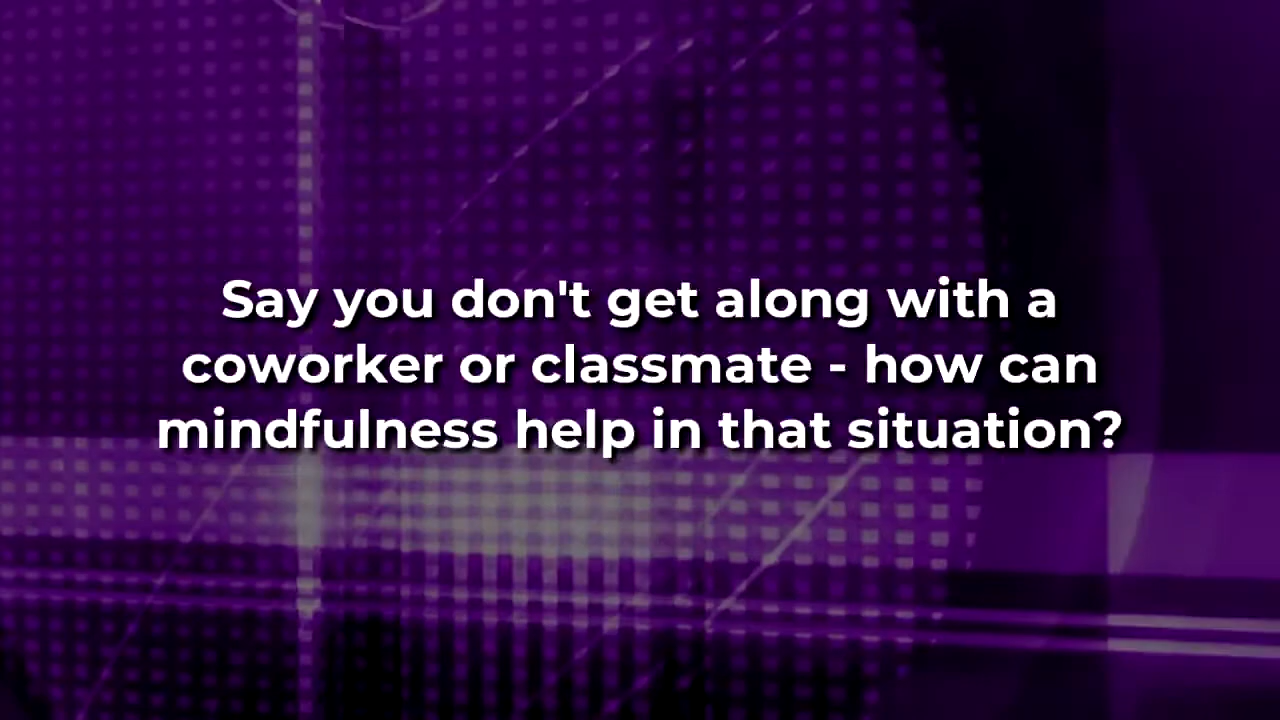 Say you don't get along with a
coworker or classmate - how can
mindfulness help in that situation?